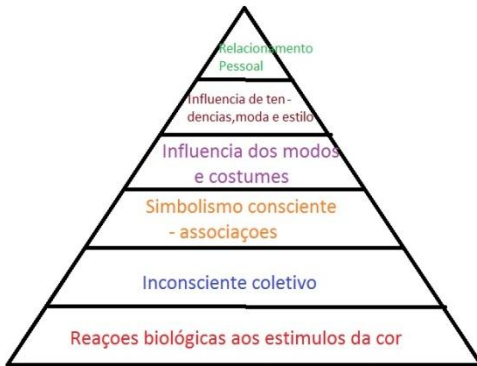 Relacionamento
Pessoal
Influencia de ten-
dencias,moda e estilo
Influencia dos modos
e costumes
Simbolismo consciente
- associaçoes
Inconsciente coletivo
Reaçoes biológicas aos estimulos da cor